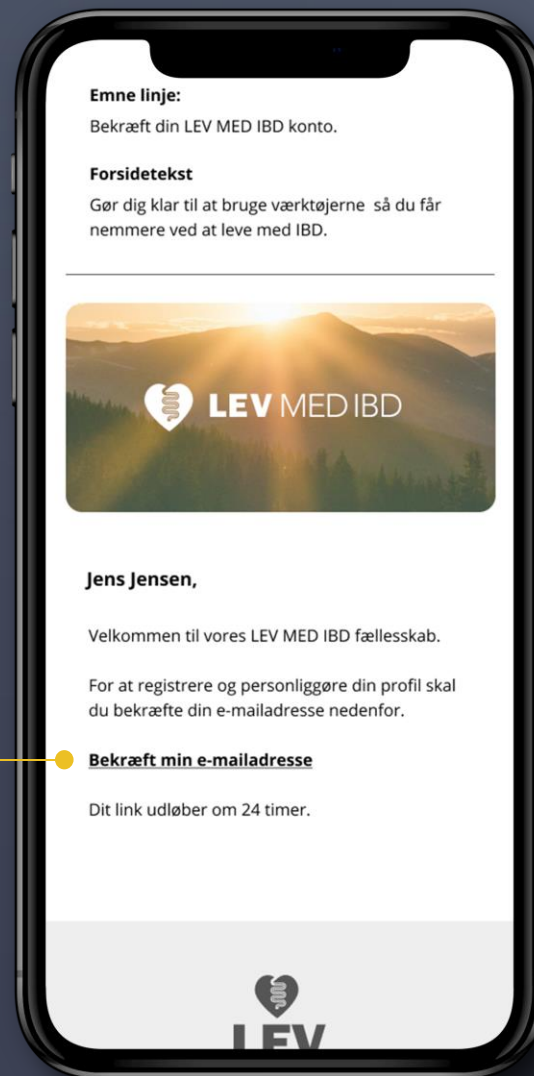 Emne linje:
Bekræft din LEV MED IBD konto.
Forsidetekst
Gør dig klar til at bruge værktøjerne så du får
nemmere ved at leve med IBD.
LEV MED IBD
Jens Jensen,
Velkommen til vores LEV MED IBD fællesskab.
For at registrere og personliggøre din profil skal
du bekræfte din e-mailadresse nedenfor.
Bekræft min e-mailadresse
Dit link udløber om 24 timer.
LEV